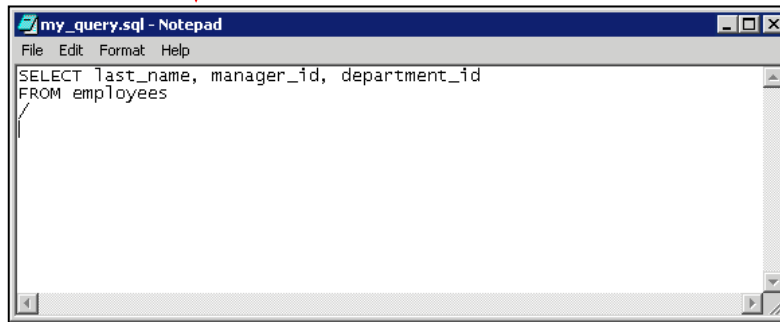 my_query.sql - Notepad
File Edit Format Help
SELECT last_name, manager_id, department_id
FROM employees
/